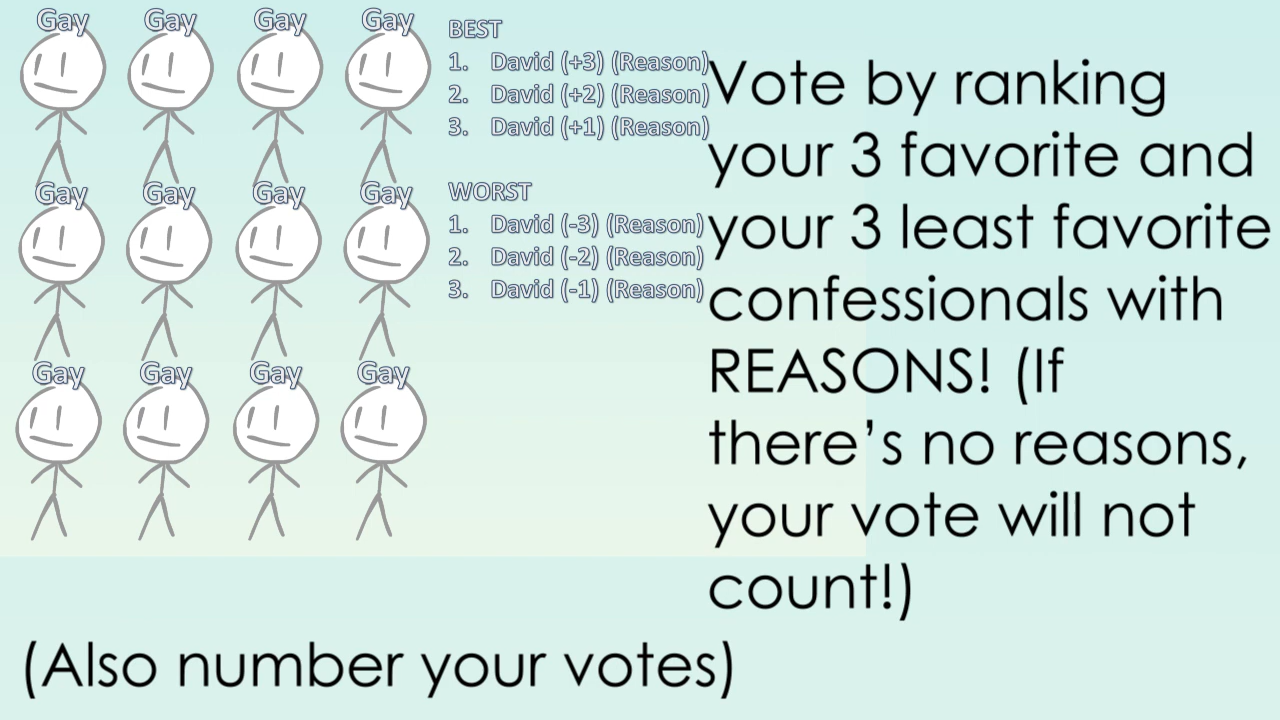 Gay Gay Gay Gay
Gay Gay Gay Gay
Gay Gay Gay Gay
BEST
1. David (+3) (Reason)
2. David (+2) (Reason)
3. David (+1) (Reason)
WORST
1. David (-3) (Reason)
2. David (-2) (Reason)
3. David (-1) (Reason)
Vote by ranking
your 3 favorite and
your 3 least favorite
confessionals with
REASONS! (If
there’s no reasons,
your vote will not
count!)
(Also number your votes)